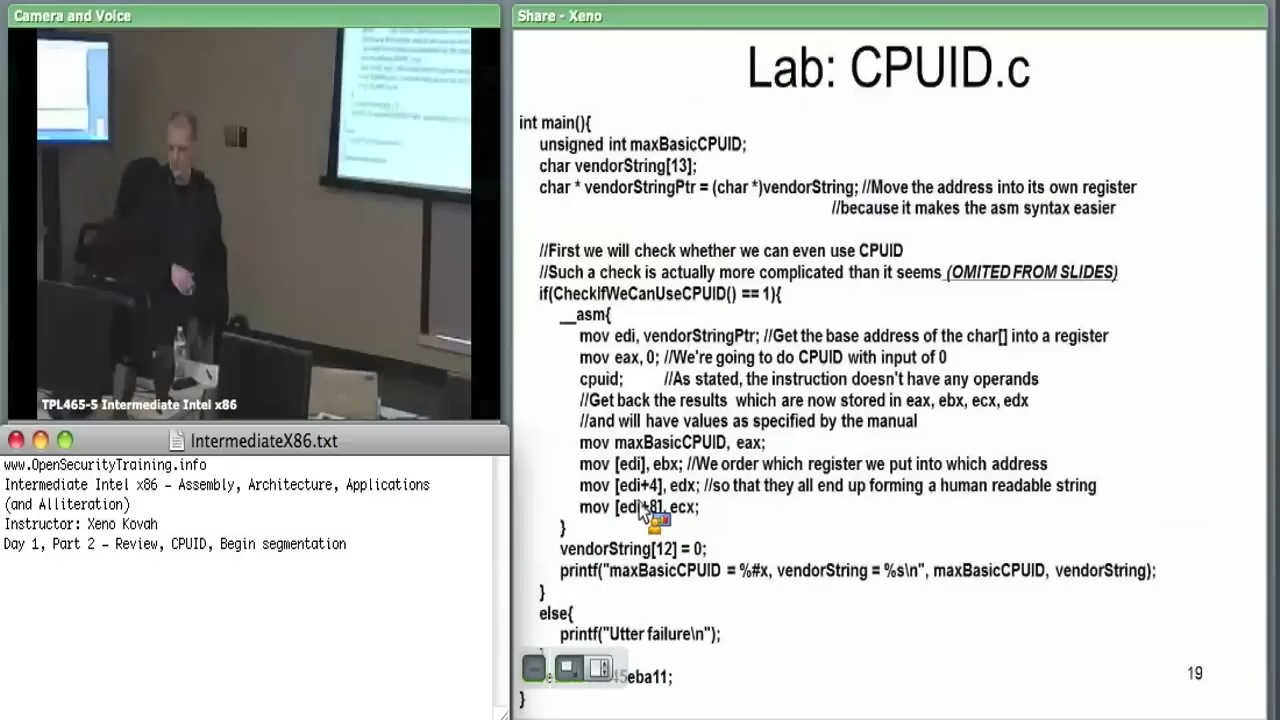 Camera and Voice
TPL465-5 Intermediate Intel x86
IntermediateX86.txt
www.OpenSecurityTraining.info
Intermediate Intel x86 – Assembly, Architecture, Applications
(and Alliteration)
Instructor: Xeno Kovah
Day 1, Part 2 – Review, CPUID, Begin segmentation
Share - Xeno
Lab: CPUID.c
int main(){
unsigned int maxBasicCPUID;
char vendorString[13];
char * vendorStringPtr = (char *)vendorString; //Move the address into its own register
//because it makes the asm syntax easier
//First we will check whether we can even use CPUID
//Such a check is actually more complicated than it seems (OMITED FROM SLIDES)
if(CheckIfWeCanUseCPUID() == 1){
__asm{
mov edi, vendorStringPtr; //Get the base address of the char[] into a register
mov eax, 0; //We're going to do CPUID with input of 0
cpuid; //As stated, the instruction doesn't have any operands
//Get back the results which are now stored in eax, ebx, ecx, edx
//and will have values as specified by the manual
mov maxBasicCPUID, eax;
mov [edi], ebx; //We order which register we put into which address
mov [edi+4], edx; //so that they all end up forming a human readable string
mov [edi+8], ecx;
}
vendorString[12] = 0;
printf("maxBasicCPUID = %#x, vendorString = %s\n", maxBasicCPUID, vendorString);
}
else{
printf("Utter failure\n");
eba11;
}
19